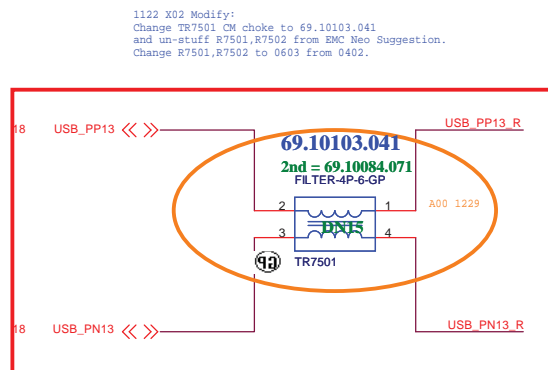 1122 X02 Modify:
Change TR7501 CM choke to 69.10103.041
and un-stuff R7501,R7502 from EMC Neo Suggestion.
Change R7501,R7502 to 0603 from 0402.
18 USB_PP13
USB_PP13_R
69.10103.041
2nd = 69.10084.071
FILTER-4P-6-GP
2 1
A00 1229
DN15
3 4
TR7501
18 USB_PN13
USB_PN13_R